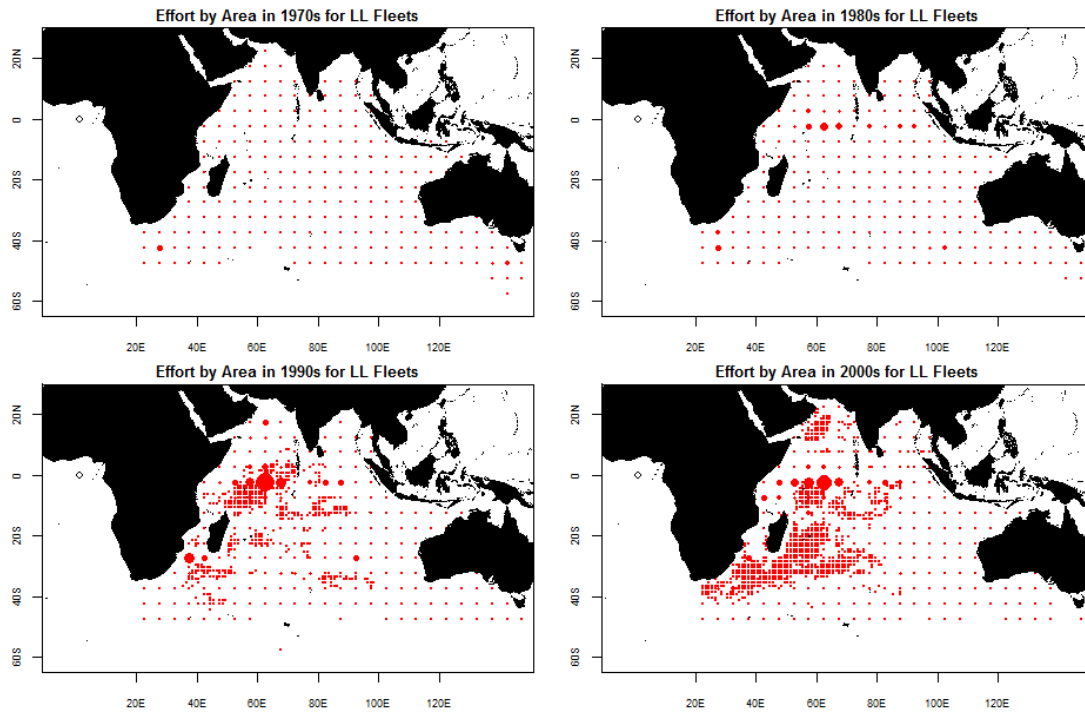 Effort by Area in 1970s for LL Fleets
20N
0
20S
40S
60S
20E 40E 60E 80E 100E 120E
Effort by Area in 1980s for LL Fleets
20N
0
20S
40S
60S
20E 40E 60E 80E 100E 120E
Effort by Area in 1990s for LL Fleets
20N
0
20S
40S
60S
20E 40E 60E 80E 100E 120E
Effort by Area in 2000s for LL Fleets
20N
0
20S
40S
60S
20E 40E 60E 80E 100E 120E